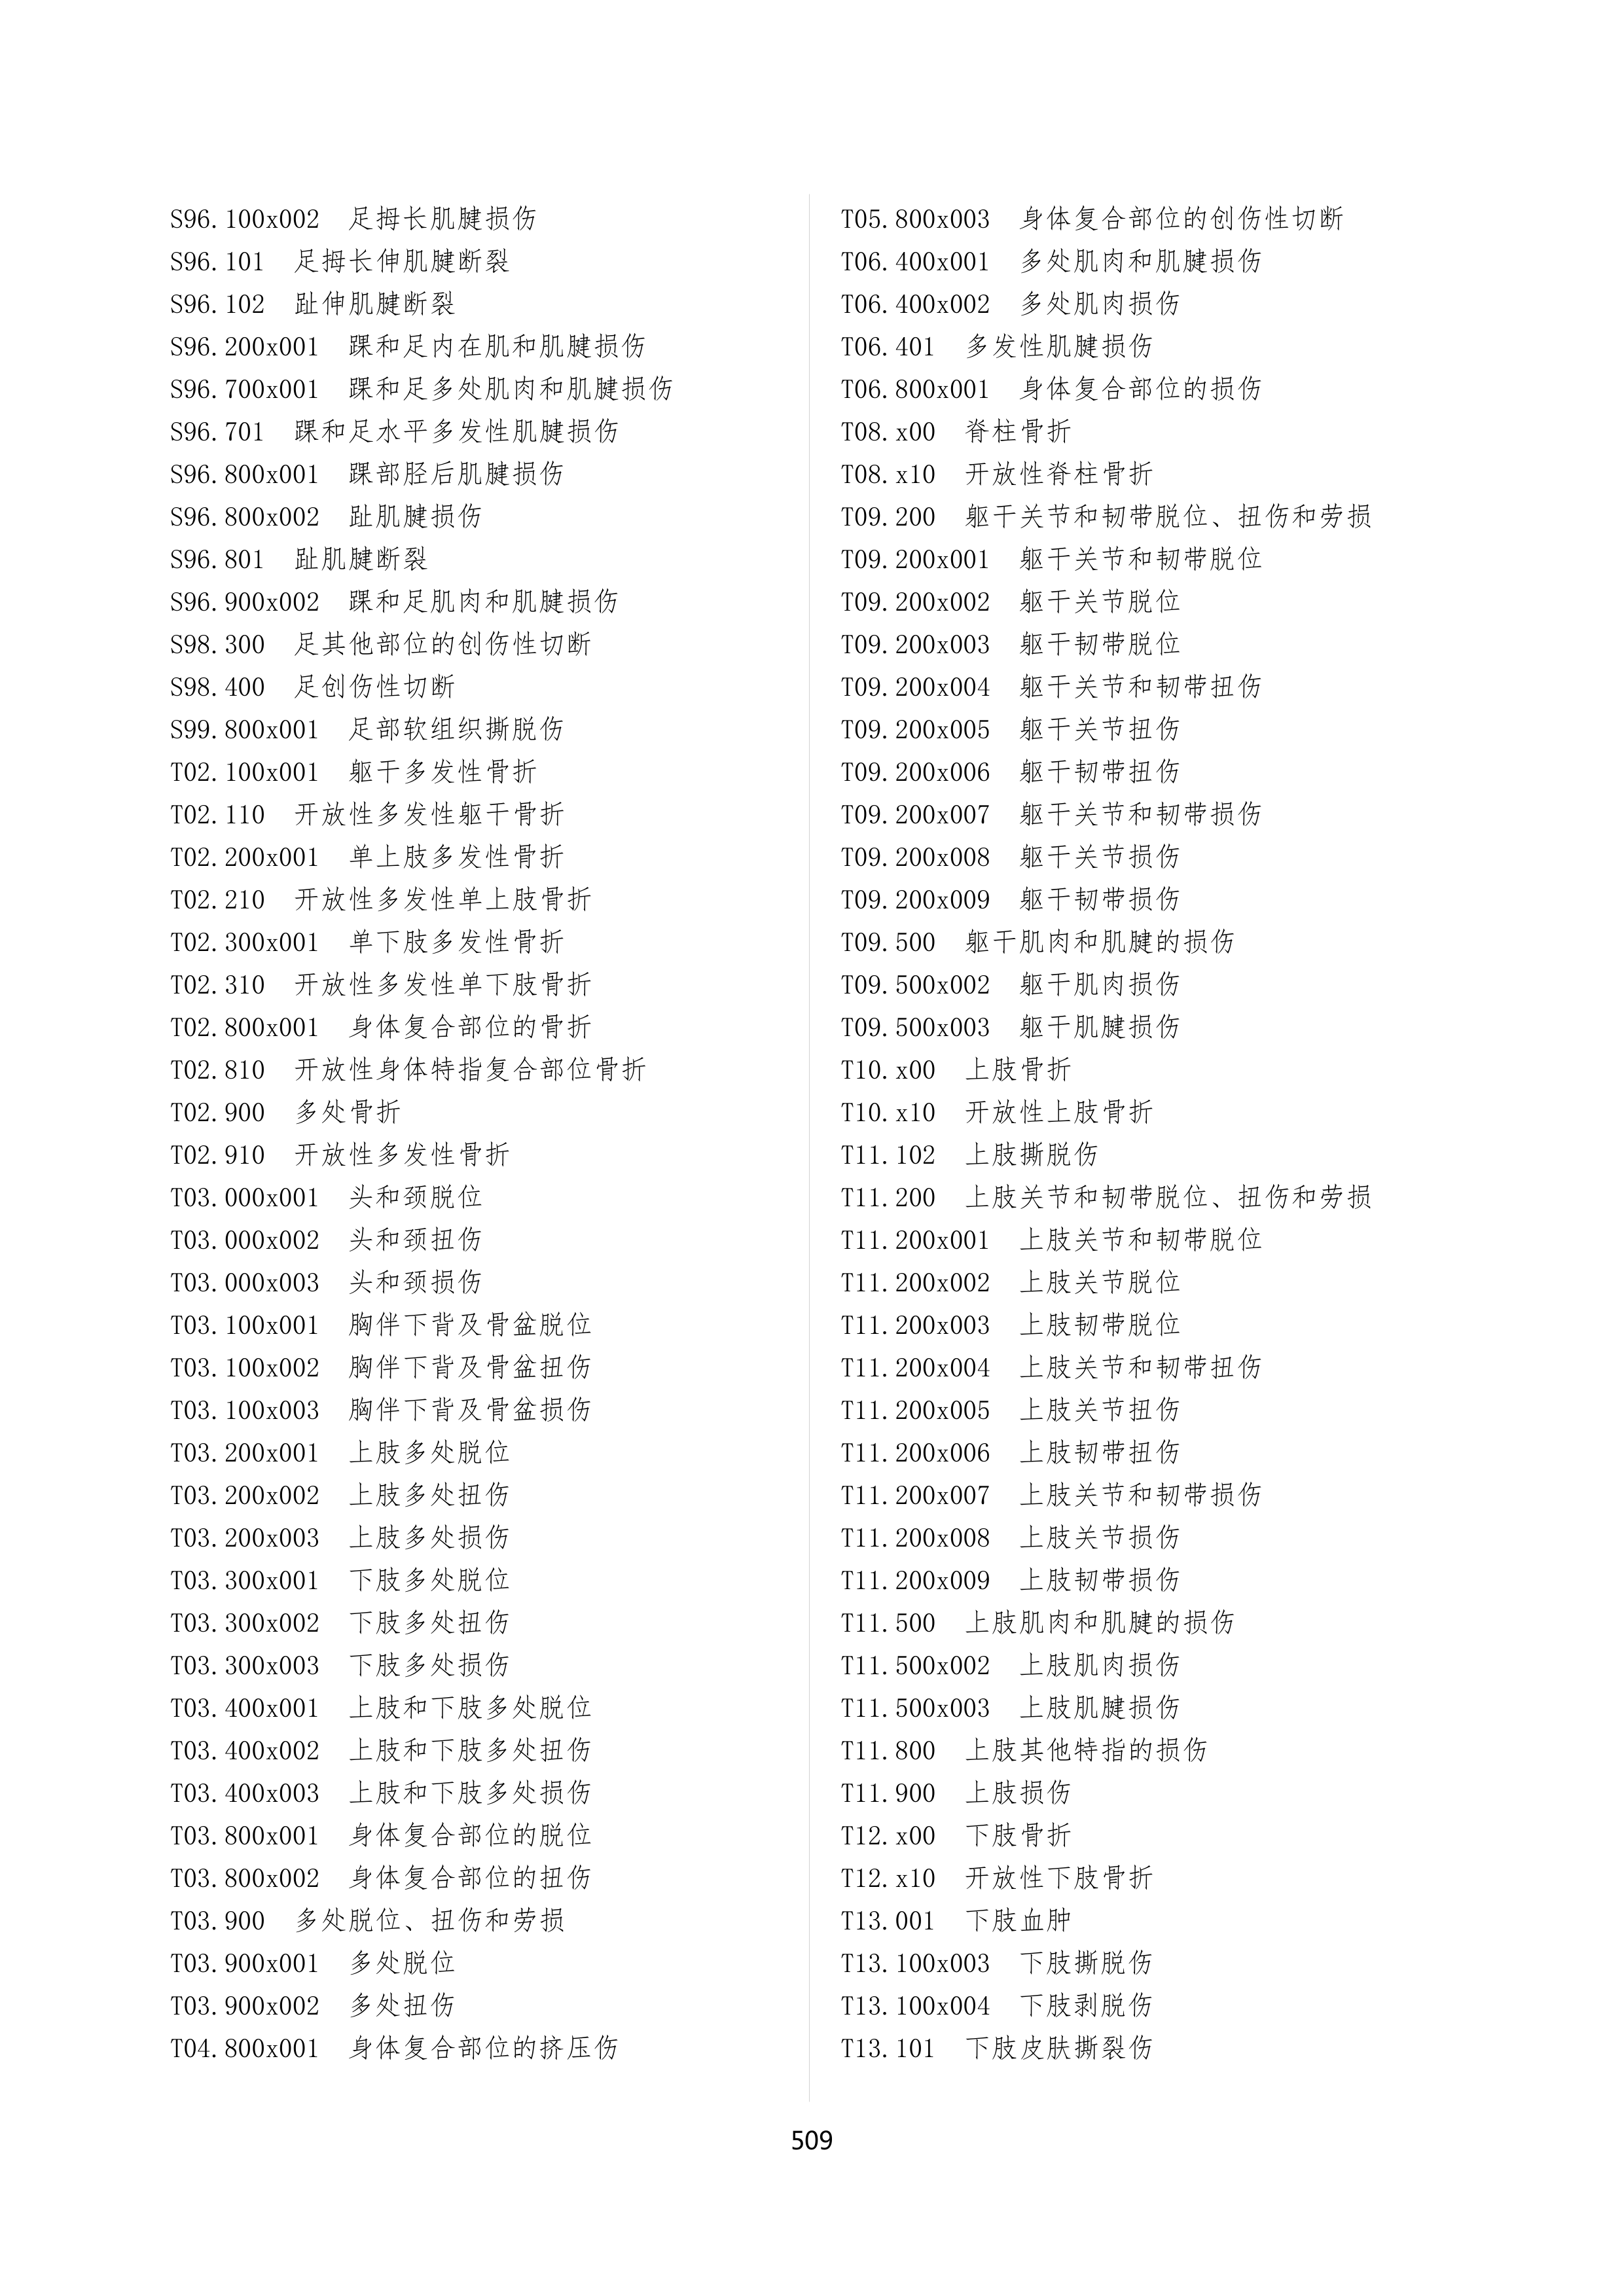 S96.100x002 足拇长肌腱损伤
S96.101 足拇长伸肌腱断裂
S96.102 趾伸肌腱断裂
S96.200x001 踝和足内在肌和肌腱损伤
S96.700x001 踝和足多处肌肉和肌腱损伤
S96.701 踝和足水平多发性肌腱损伤
S96.800x001 踝部胫后肌腱损伤
S96.800x002 趾肌腱损伤
S96.801 趾肌腱断裂
S96.900x002 踝和足肌肉和肌腱损伤
S98.300 足其他部位的创伤性切断
S98.400 足创伤性切断
S99.800x001 足部软组织撕脱伤
T02.100x001 躯干多发性骨折
T02.110 开放性多发性躯干骨折
T02.200x001 单上肢多发性骨折
T02.210 开放性多发性单上肢骨折
T02.300x001 单下肢多发性骨折
T02.310 开放性多发性单下肢骨折
T02.800x001 身体复合部位的骨折
T02.810 开放性身体特指复合部位骨折
T02.900 多处骨折
T02.910 开放性多发性骨折
T03.000x001 头和颈脱位
T03.000x002 头和颈扭伤
T03.000x003 头和颈损伤
T03.100x001 胸伴下背及骨盆脱位
T03.100x002 胸伴下背及骨盆扭伤
T03.100x003 胸伴下背及骨盆损伤
T03.200x001 上肢多处脱位
T03.200x002 上肢多处扭伤
T03.200x003 上肢多处损伤
T03.300x001 下肢多处脱位
T03.300x002 下肢多处扭伤
T03.300x003 下肢多处损伤
T03.400x001 上肢和下肢多处脱位
T03.400x002 上肢和下肢多处扭伤
T03.400x003 上肢和下肢多处损伤
T03.800x001 身体复合部位的脱位
T03.800x002 身体复合部位的扭伤
T03.900 多处脱位、扭伤和劳损
T03.900x001 多处脱位
T03.900x002 多处扭伤
T04.800x001 身体复合部位的挤压伤
T05.800x003 身体复合部位的创伤性切断
T06.400x001 多处肌肉和肌腱损伤
T06.400x002 多处肌肉损伤
T06.401 多发性肌腱损伤
T06.800x001 身体复合部位的损伤
T08.x00 脊柱骨折
T08.x10 开放性脊柱骨折
T09.200 躯干关节和韧带脱位、扭伤和劳损
T09.200x001 躯干关节和韧带脱位
T09.200x002 躯干关节脱位
T09.200x003 躯干韧带脱位
T09.200x004 躯干关节和韧带扭伤
T09.200x005 躯干关节扭伤
T09.200x006 躯干韧带扭伤
T09.200x007 躯干关节和韧带损伤
T09.200x008 躯干关节损伤
T09.200x009 躯干韧带损伤
T09.500 躯干肌肉和肌腱的损伤
T09.500x002 躯干肌肉损伤
T09.500x003 躯干肌腱损伤
T10.x00 上肢骨折
T10.x10 开放性上肢骨折
T11.102 上肢撕脱伤
T11.200 上肢关节和韧带脱位、扭伤和劳损
T11.200x001 上肢关节和韧带脱位
T11.200x002 上肢关节脱位
T11.200x003 上肢韧带脱位
T11.200x004 上肢关节和韧带扭伤
T11.200x005 上肢关节扭伤
T11.200x006 上肢韧带扭伤
T11.200x007 上肢关节和韧带损伤
T11.200x008 上肢关节损伤
T11.200x009 上肢韧带损伤
T11.500 上肢肌肉和肌腱的损伤
T11.500x002 上肢肌肉损伤
T11.500x003 上肢肌腱损伤
T11.800 上肢其他特指的损伤
T11.900 上肢损伤
T12.x00 下肢骨折
T12.x10 开放性下肢骨折
T13.001 下肢血肿
T13.100x003 下肢撕脱伤
T13.100x004 下肢剥脱伤
T13.101 下肢皮肤撕裂伤
509